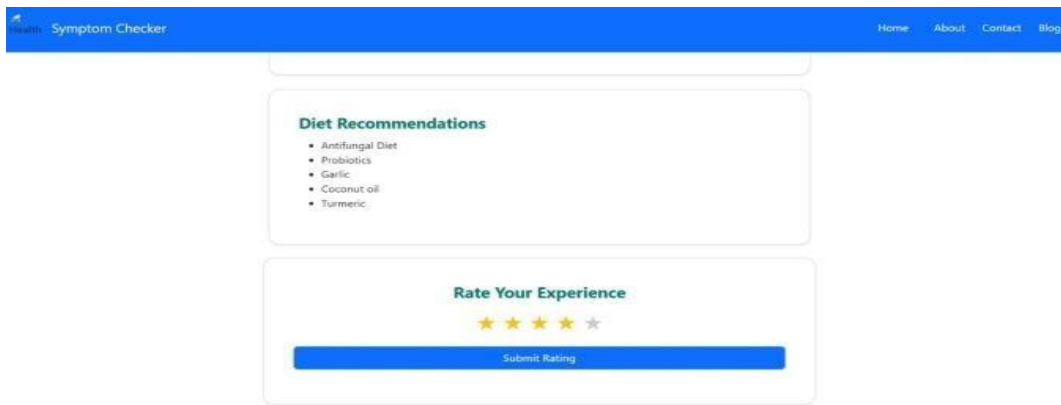 Health Symptom Checker Home About Contact Blog
Diet Recommendations
Antifungal Diet
Probiotics
Garlic
Coconut oil
Turmeric
Rate Your Experience
Submit Rating